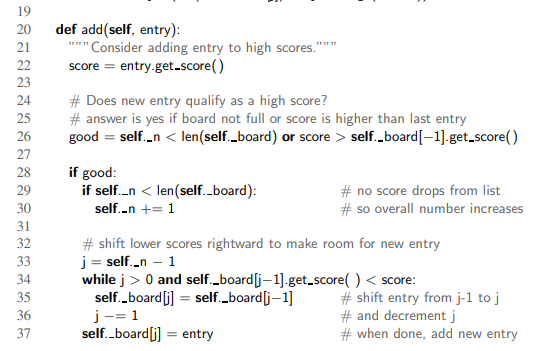 19
20 def add(self, entry):
21 """Consider adding entry to high scores."""
22 score = entry.get_score()
23
24 # Does new entry qualify as a high score?
25 # answer is yes if board not full or score is higher than last entry
26 good = self._n < len(self._board) or score > self._board[−1].get_score()
27
28 if good:
29 if self._n < len(self._board): # no score drops from list
30 self._n += 1 # so overall number increases
31
32 # shift lower scores rightward to make room for new entry
33 j = self._n − 1
34 while j > 0 and self._board[j−1].get_score( ) < score:
35 self._board[j] = self._board[j−1] # shift entry from j-1 to j
36 j −= 1 # and decrement j
37 self._board[j] = entry # when done, add new entry